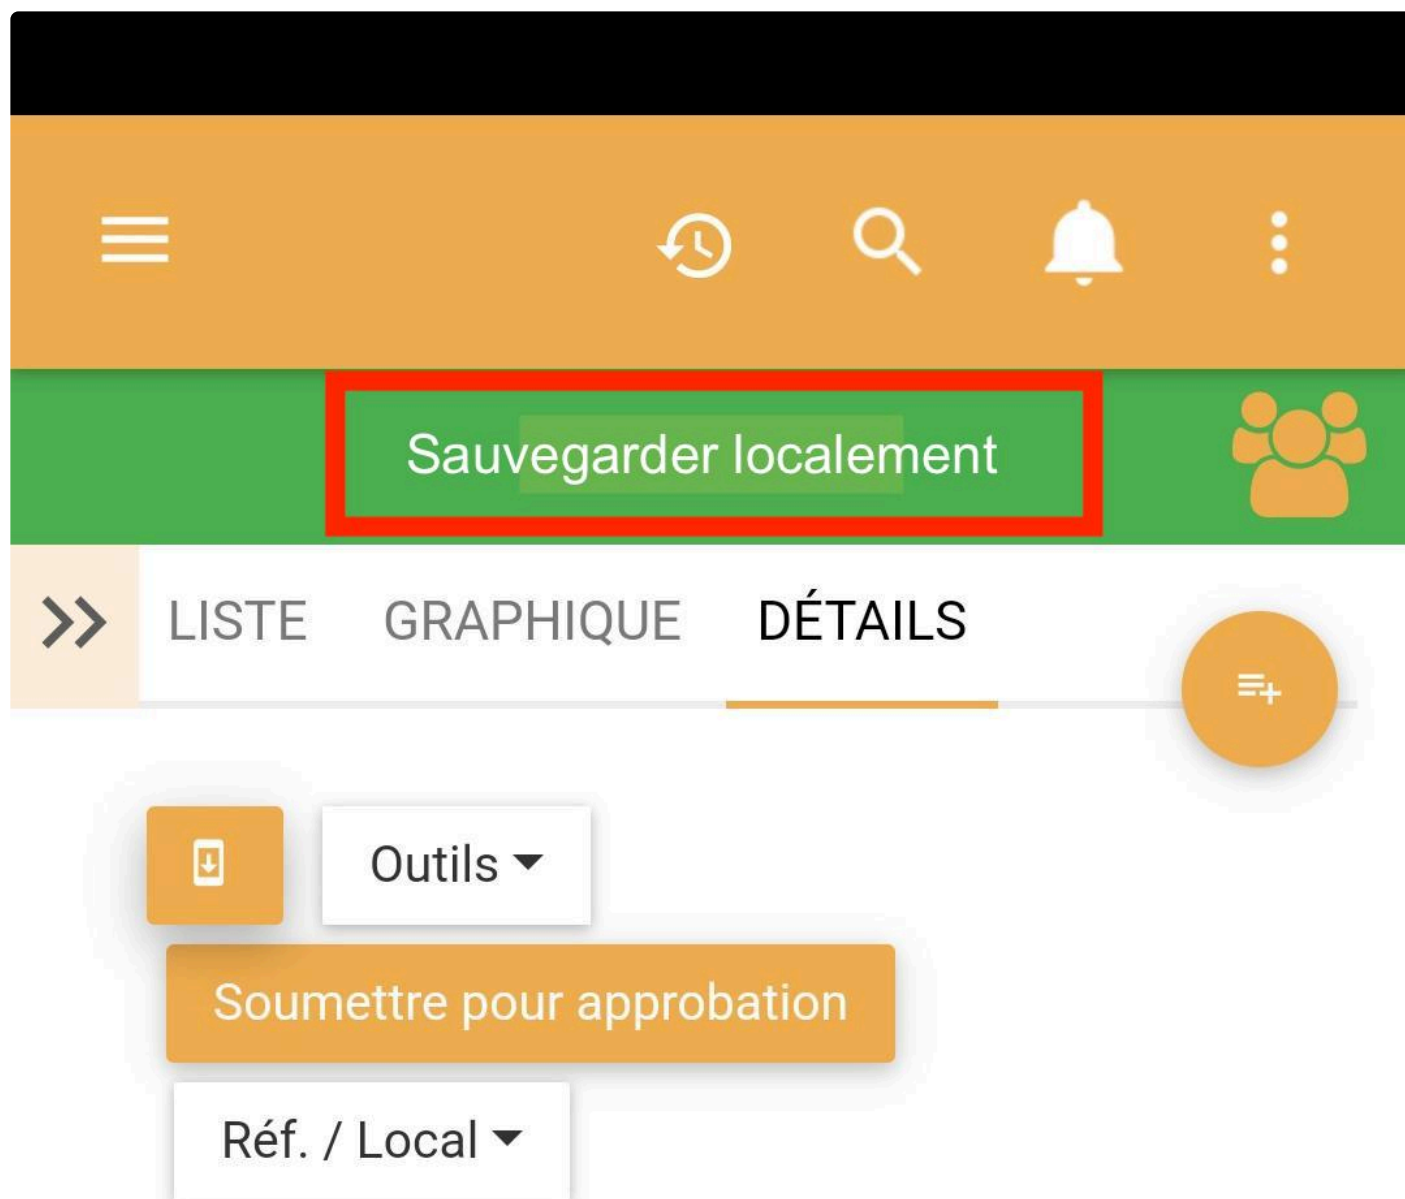 Sauvegarder localement
LISTE GRAPHIQUE DÉTAILS
Outils
Soumettre pour approbation
Réf. / Local